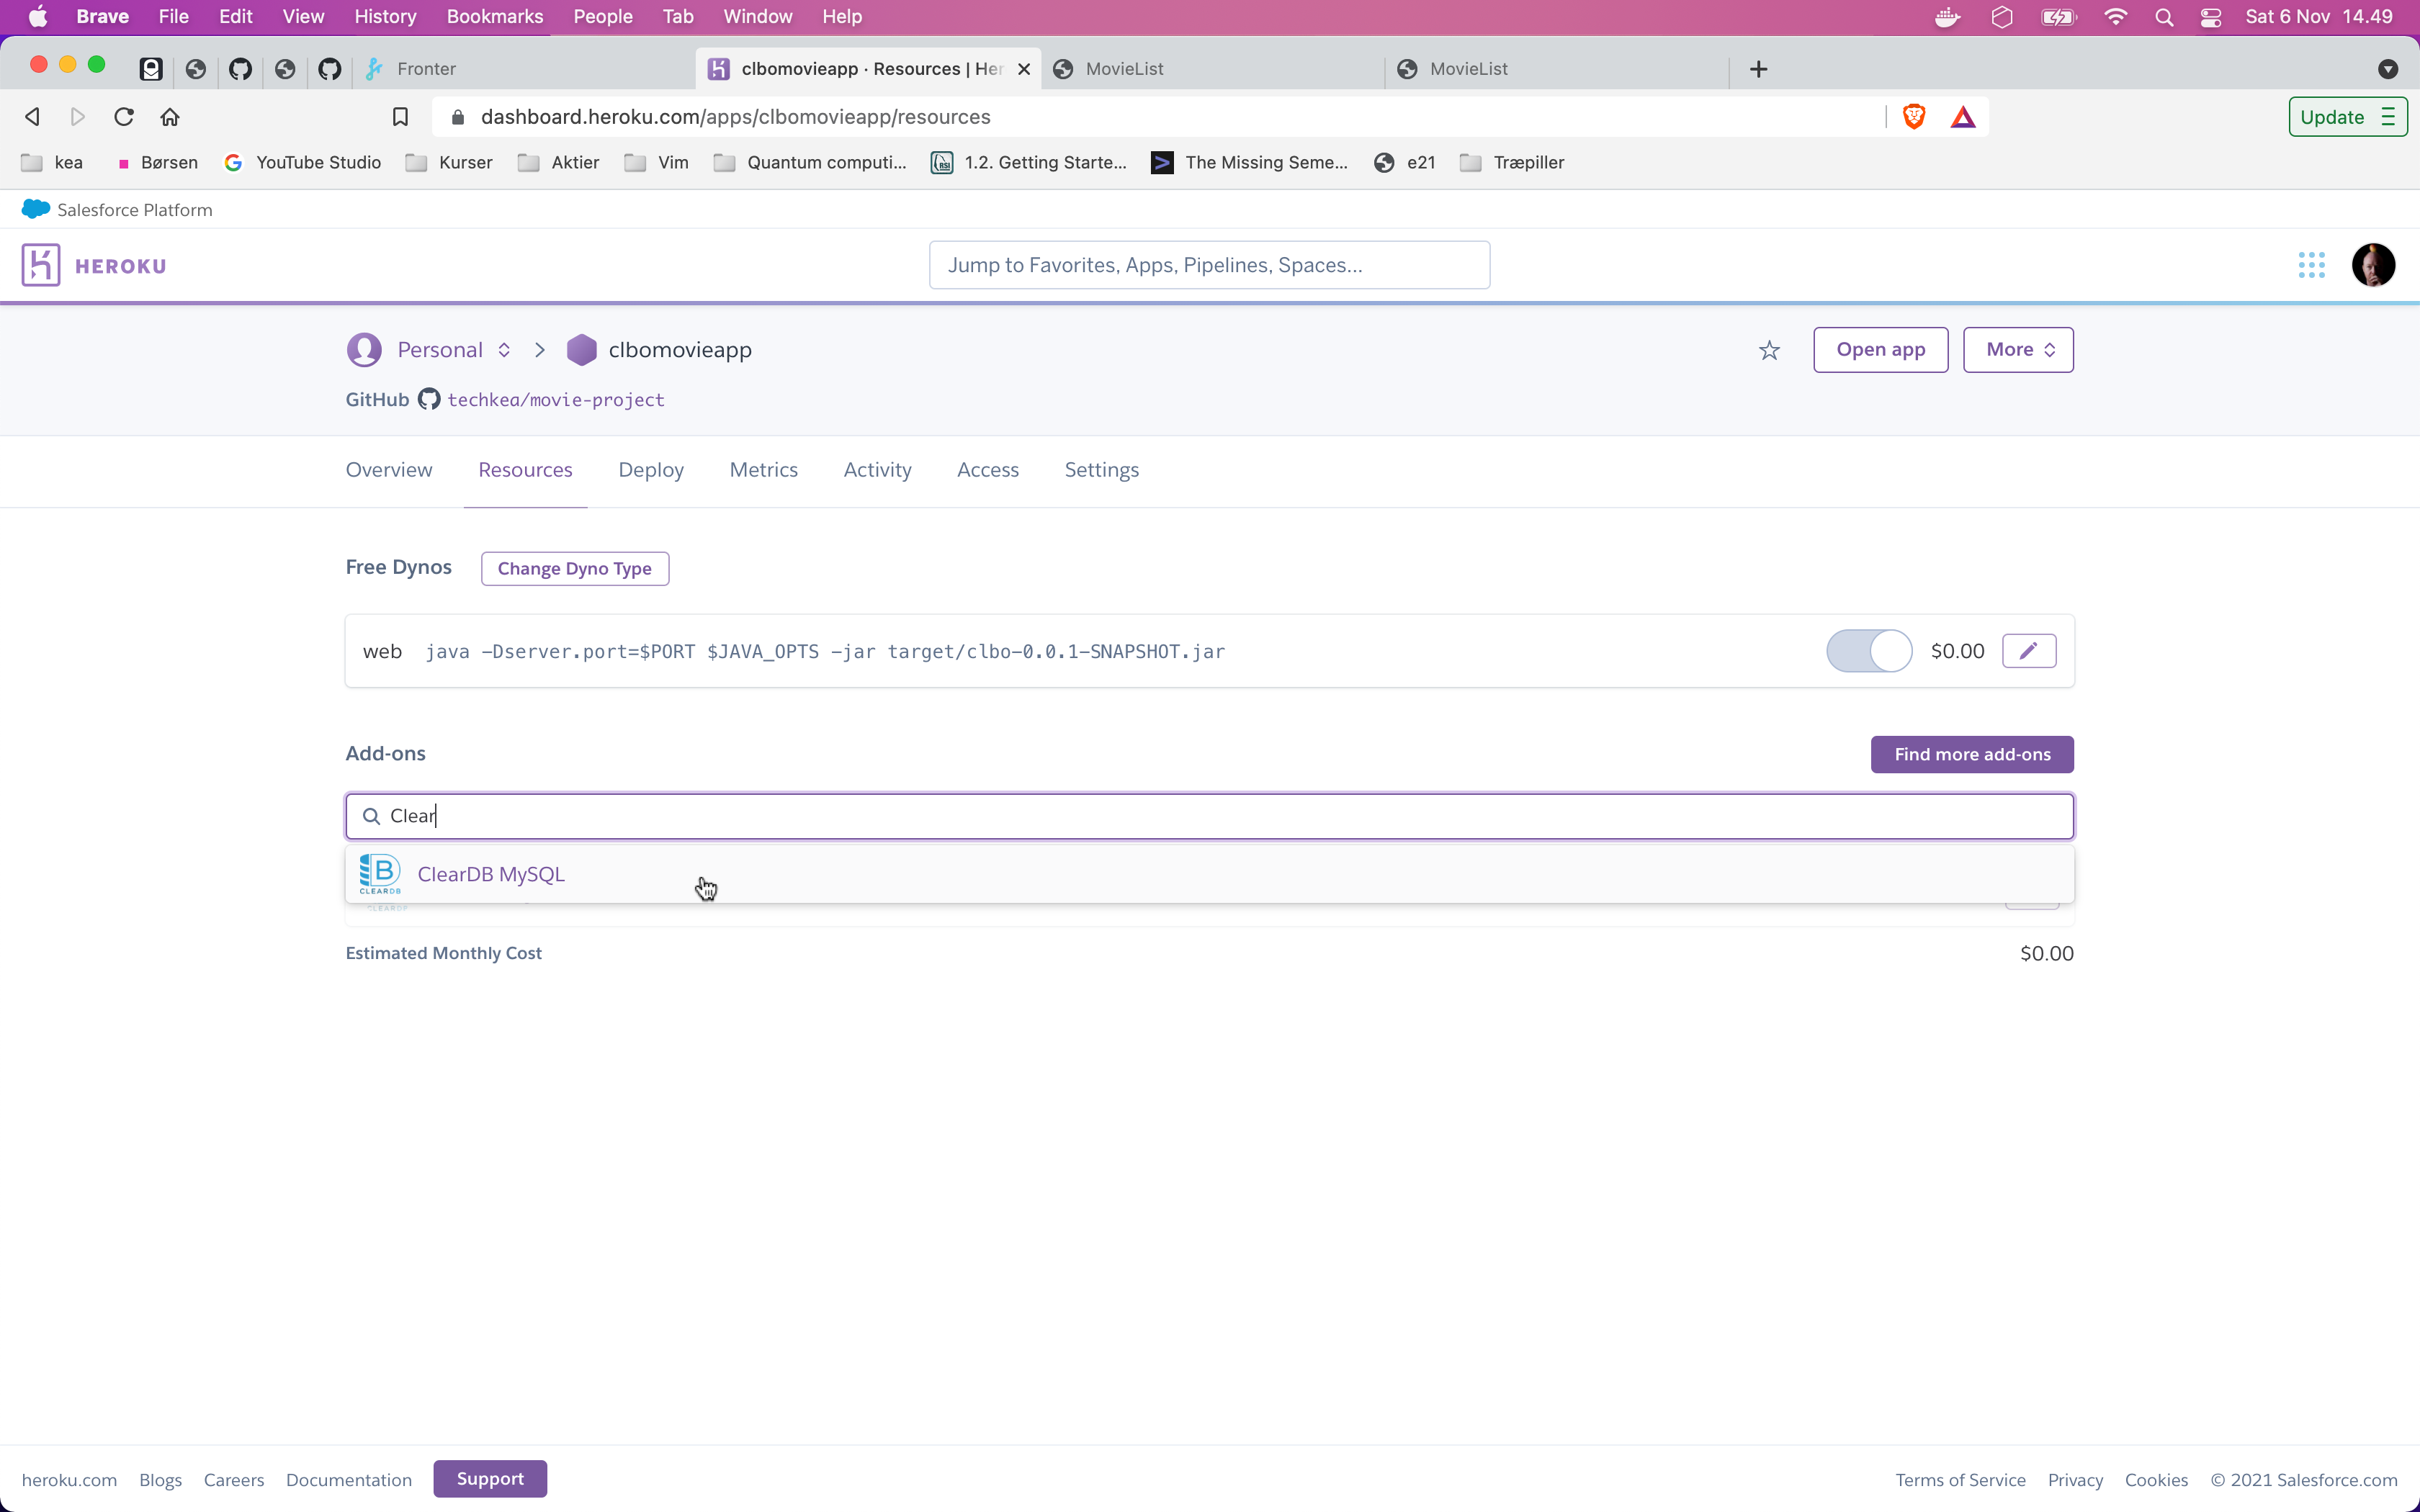 Brave File Edit View History Bookmarks People Tab Window Help Sat 6 Nov 14.49
Fronter clbomovieapp · Resources | Her MovieList MovieList
dashboard.heroku.com/apps/clbomovieapp/resources Update
kea Børsen YouTube Studio Kurser Aktier Vim Quantum computi... 1.2. Getting Starte... The Missing Seme... e21 Træpiller
Salesforce Platform
HEROKU Jump to Favorites, Apps, Pipelines, Spaces...
Personal clbomovieapp Open app More
GitHub techkea/movie-project
Overview Resources Deploy Metrics Activity Access Settings
Free Dynos Change Dyno Type
web java -Dserver.port=$PORT $JAVA_OPTS -jar target/clbo-0.0.1-SNAPSHOT.jar $0.00
Add-ons Find more add-ons
Clear
ClearDB MySQL
CLEARDB
Estimated Monthly Cost $0.00
heroku.com Blogs Careers Documentation Support Terms of Service Privacy Cookies © 2021 Salesforce.com